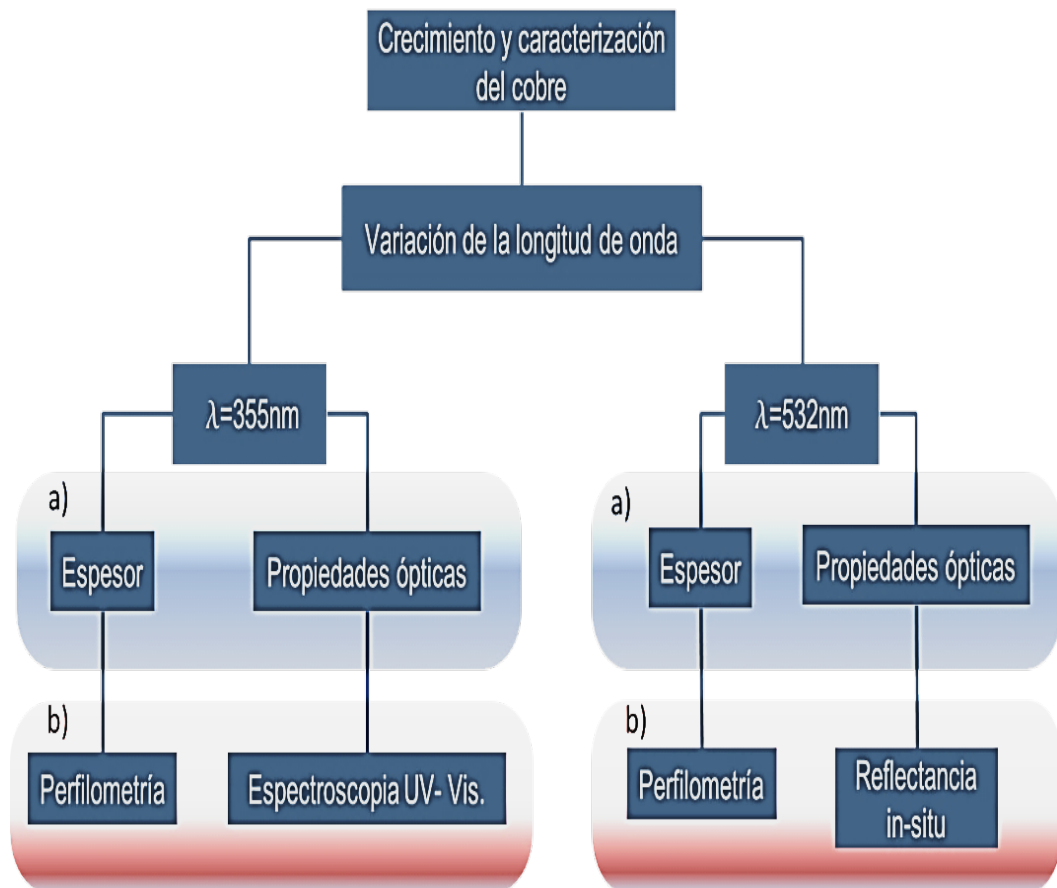 Crecimiento y caracterización
del cobre
Variación de la longitud de onda
λ=355nm
λ=532nm
a)
Espesor
Propiedades ópticas
a)
Espesor
Propiedades ópticas
b)
Perfilometría
Espectroscopia UV- Vis.
b)
Perfilometría
Reflectancia
in-situ